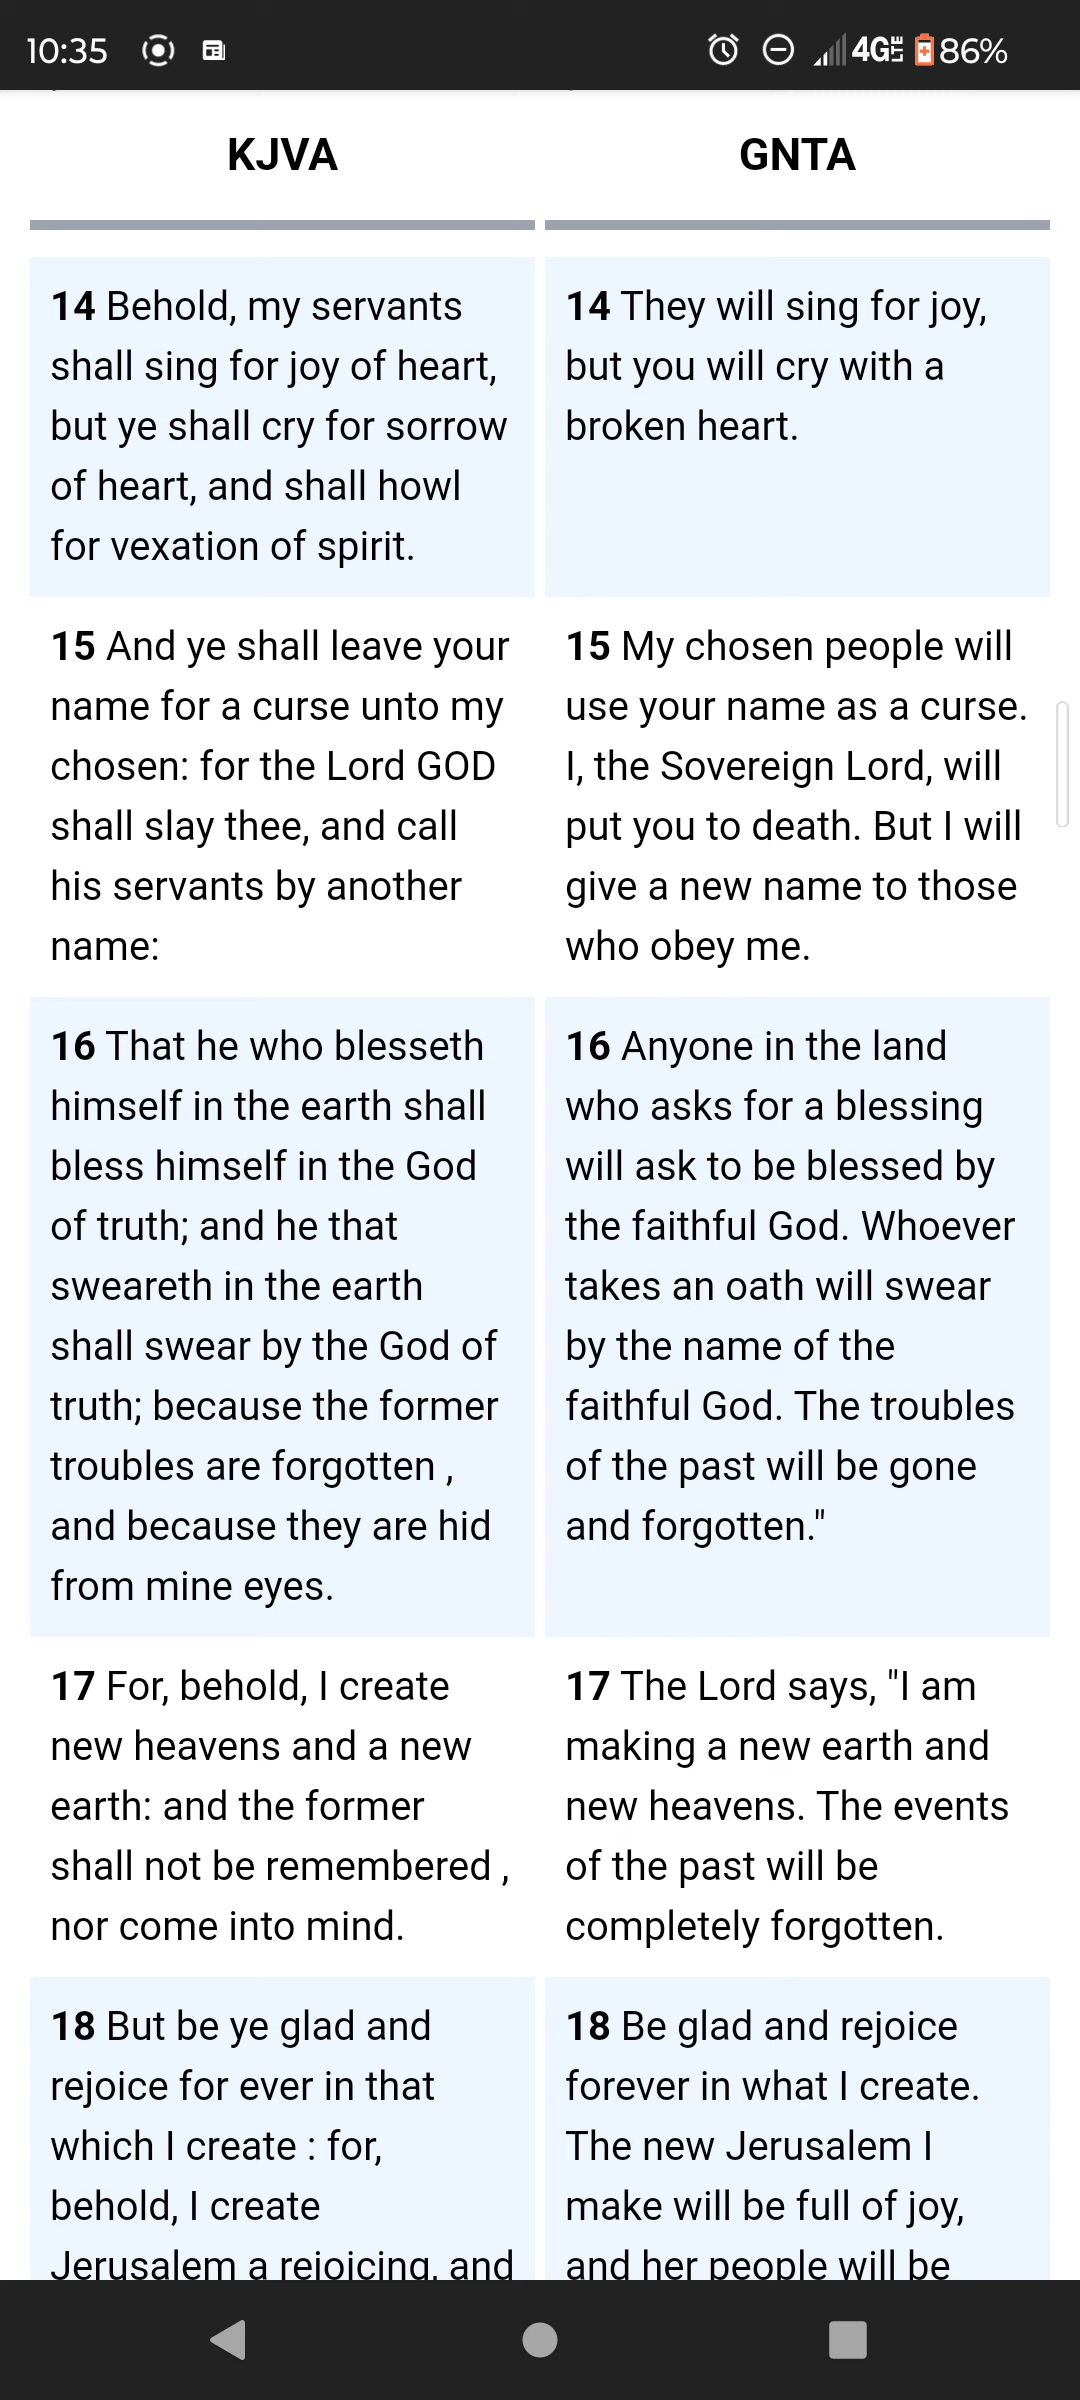 10:35 4G LTE 86%
KJVA
GNTA
14 Behold, my servants
shall sing for joy of heart,
but ye shall cry for sorrow
of heart, and shall howl
for vexation of spirit.
14 They will sing for joy,
but you will cry with a
broken heart.
15 And ye shall leave your
name for a curse unto my
chosen: for the Lord GOD
shall slay thee, and call
his servants by another
name:
15 My chosen people will
use your name as a curse.
I, the Sovereign Lord, will
put you to death. But I will
give a new name to those
who obey me.
16 That he who blesseth
himself in the earth shall
bless himself in the God
of truth; and he that
sweareth in the earth
shall swear by the God of
truth; because the former
troubles are forgotten ,
and because they are hid
from mine eyes.
16 Anyone in the land
who asks for a blessing
will ask to be blessed by
the faithful God. Whoever
takes an oath will swear
by the name of the
faithful God. The troubles
of the past will be gone
and forgotten."
17 For, behold, I create
new heavens and a new
earth: and the former
shall not be remembered ,
nor come into mind.
17 The Lord says, "I am
making a new earth and
new heavens. The events
of the past will be
completely forgotten.
18 But be ye glad and
rejoice for ever in that
which I create : for,
behold, I create
Jerusalem a rejoicing, and
18 Be glad and rejoice
forever in what I create.
The new Jerusalem I
make will be full of joy,
and her people will be